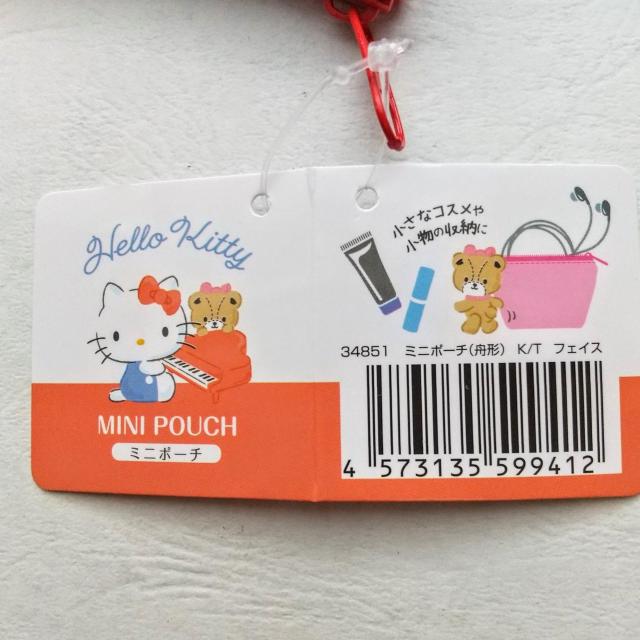 Hello Kitty
MINI POUCH
ミニポーチ
小さなコスメや
小物の収納に
34851 ミニポーチ(舟形) K/T フェイス
4 573135 599412